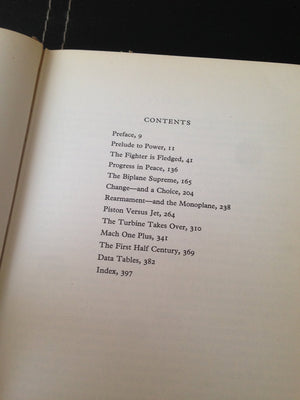 CONTENTS
Preface, 9
Prelude to Power, 11
The Fighter is Fledged, 41
Progress in Peace, 136
The Biplane Supreme, 165
Change—and a Choice, 204
Rearmament—and the Monoplane, 238
Piston Versus Jet, 264
The Turbine Takes Over, 310
Mach One Plus, 341
The First Half Century, 369
Data Tables, 382
Index, 397